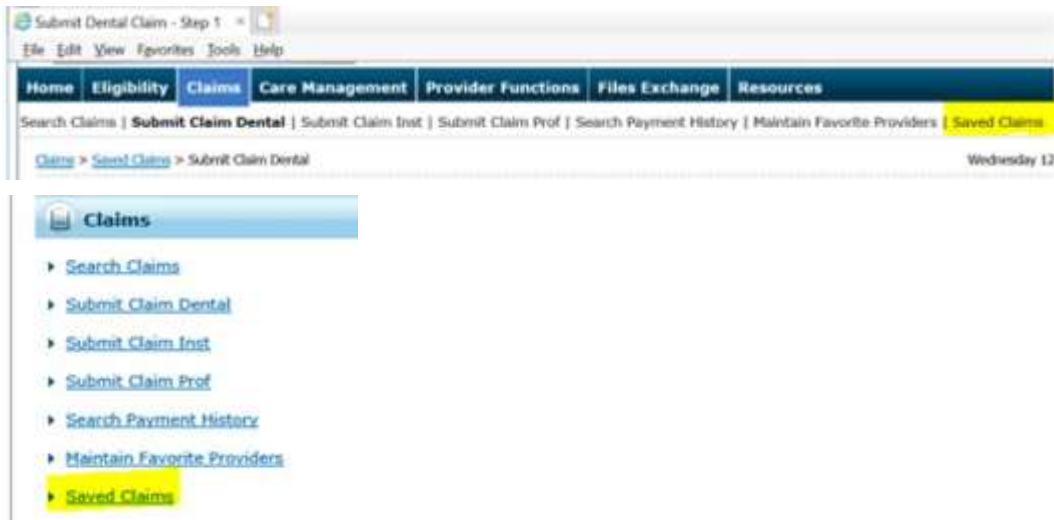 Submit Dental Claim - Step 1 ×
File Edit View Favorites Tools Help
Home Eligibility Claims Care Management Provider Functions Files Exchange Resources
Search Claims | Submit Claim Dental | Submit Claim Inst | Submit Claim Prof | Search Payment History | Maintain Favorite Providers | Saved Claims
Claims > Saved Claims > Submit Claim Dental Wednesday 12
Claims
Search Claims
Submit Claim Dental
Submit Claim Inst
Submit Claim Prof
Search Payment History
Maintain Favorite Providers
Saved Claims